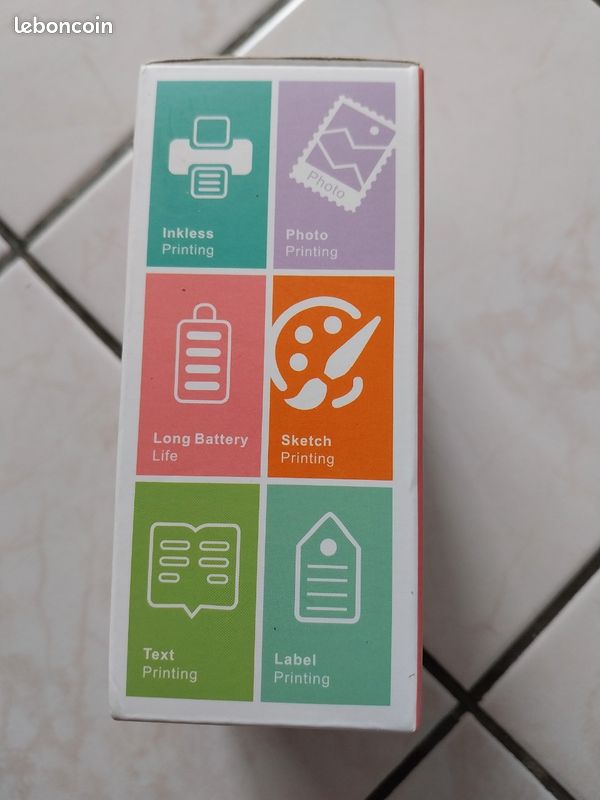 leboncoin
Photo
Inkless
Printing
Photo
Printing
Long Battery
Life
Sketch
Printing
Text
Printing
Label
Printing